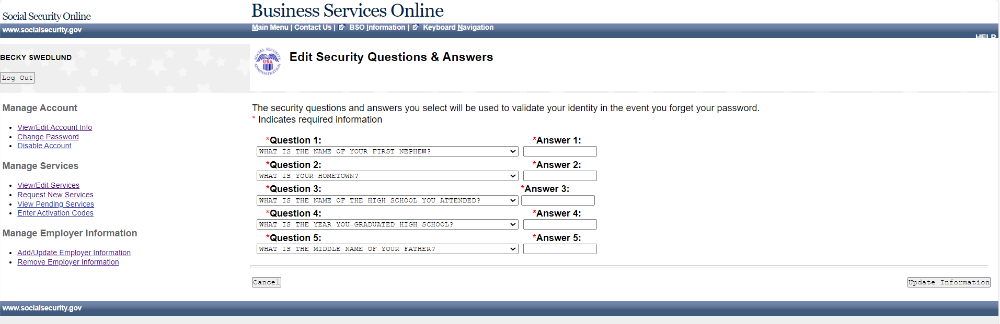 Social Security Online
Business Services Online
www.socialsecurity.gov
Main Menu | Contact Us | BSO Information | Keyboard Navigation
HELP
BECKY SWEDLUND
Log Out
SOCIAL SECURITY ADMINISTRATION
USA
Edit Security Questions & Answers
Manage Account
View/Edit Account Info
Change Password
Disable Account
Manage Services
View/Edit Services
Request New Services
View Pending Services
Enter Activation Codes
Manage Employer Information
Add/Update Employer Information
Remove Employer Information
The security questions and answers you select will be used to validate your identity in the event you forget your password.
* Indicates required information
*Question 1: *Answer 1:
WHAT IS THE NAME OF YOUR FIRST NEPHEW?
*Question 2: *Answer 2:
WHAT IS YOUR HOMETOWN?
*Question 3: *Answer 3:
WHAT IS THE NAME OF THE HIGH SCHOOL YOU ATTENDED?
*Question 4: *Answer 4:
WHAT IS THE YEAR YOU GRADUATED HIGH SCHOOL?
*Question 5: *Answer 5:
WHAT IS THE MIDDLE NAME OF YOUR FATHER?
Cancel Update Information
www.socialsecurity.gov